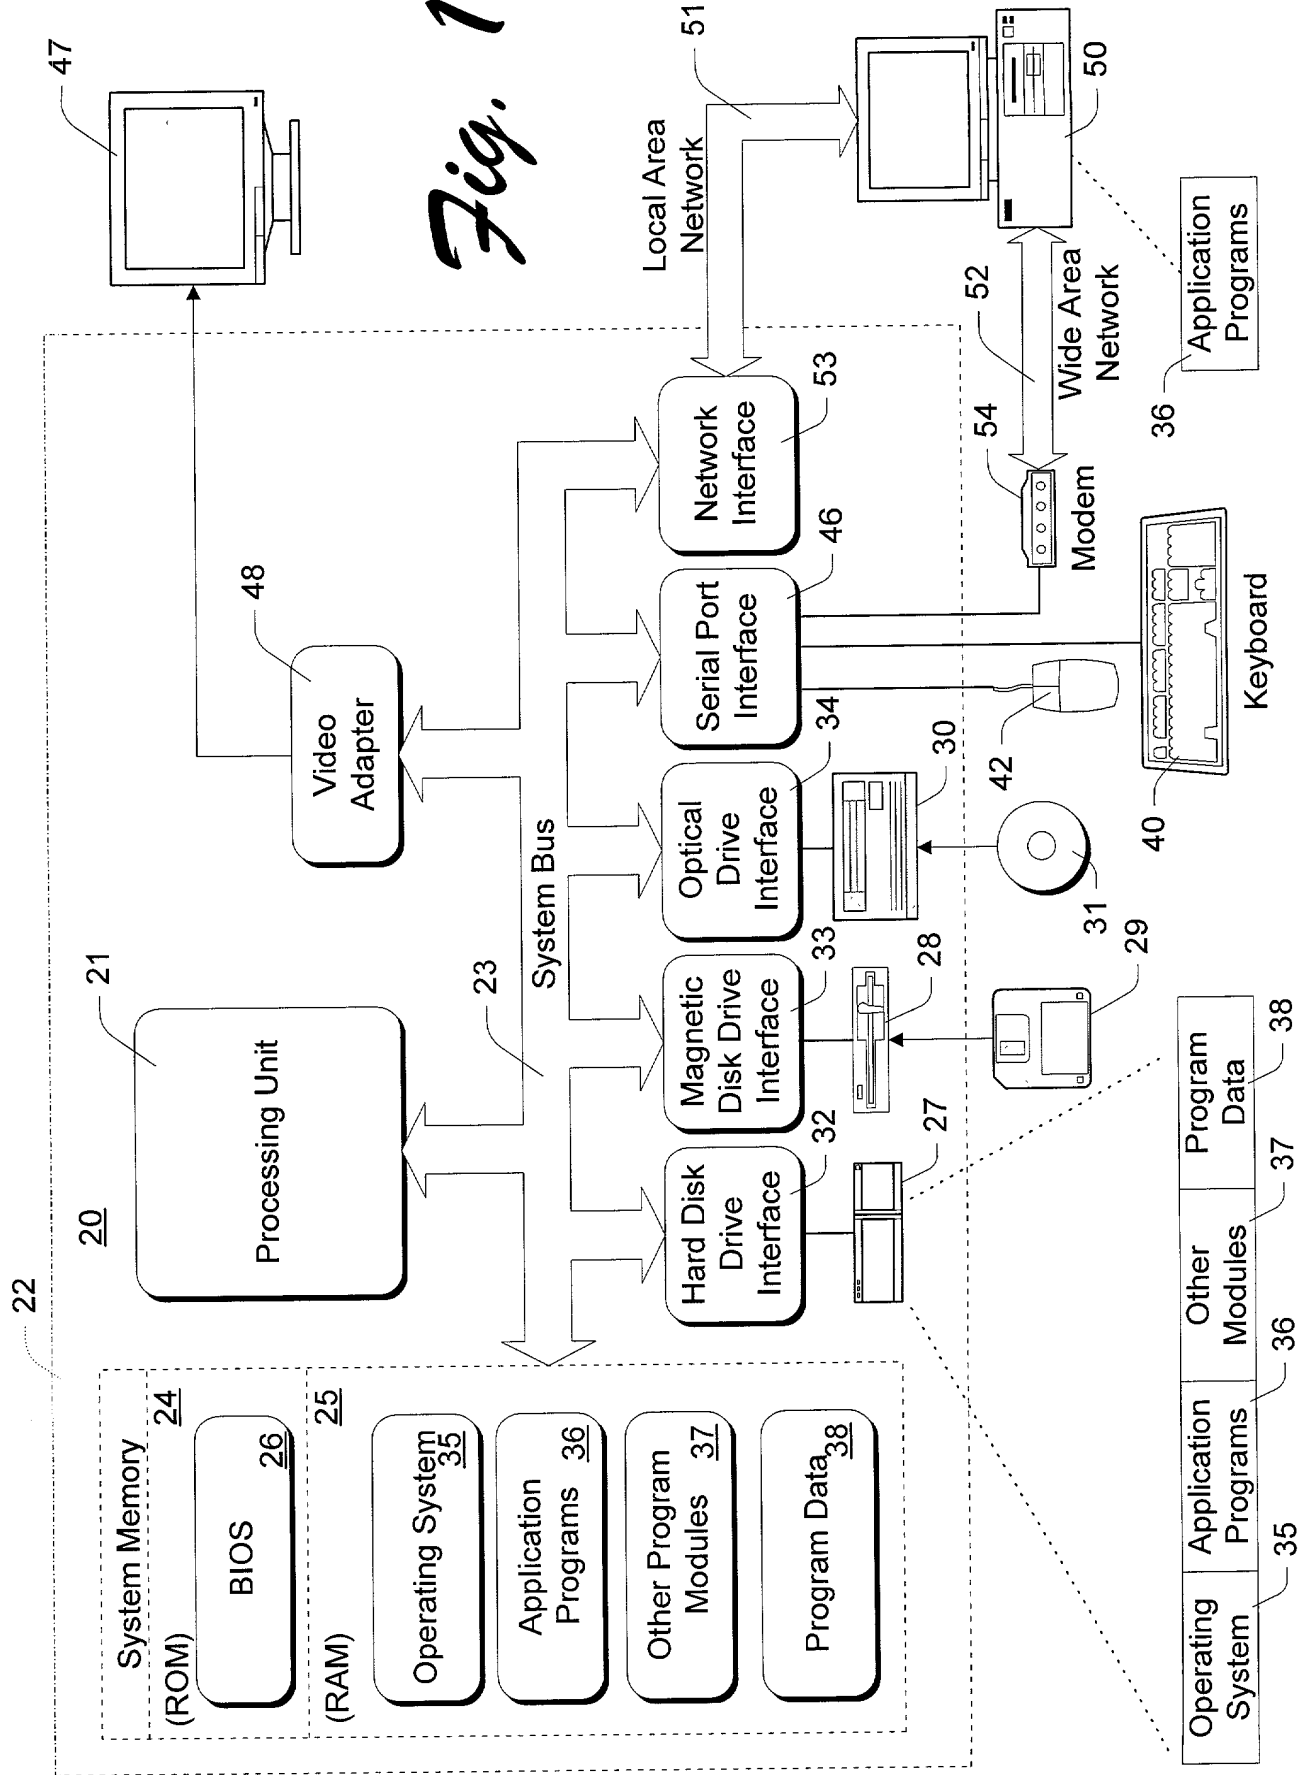 Fig. 1
22
20
System Memory
(ROM) 24
BIOS
26
(RAM) 25
Operating System
35
Application
Programs 36
Other Program
Modules 37
Program Data
38
21
Processing Unit
48
Video
Adapter
47
23
System Bus
Hard Disk
Drive
Interface
32
Magnetic
Disk Drive
Interface
33
Optical
Drive
Interface
34
Serial Port
Interface
46
Network
Interface
53
Local Area
Network
51
27
28
30
29
31
42
40
Keyboard
54
Modem
52
Wide Area
Network
50
36
Application
Programs
Operating
System
35
Application
Programs
36
Other
Modules
37
Program
Data
38